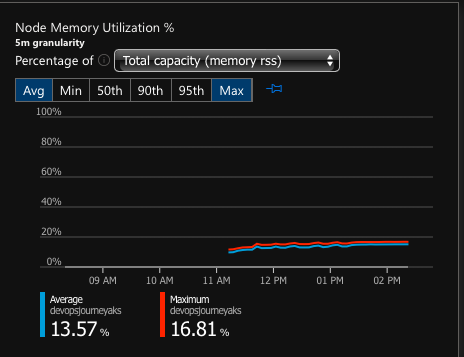 Node Memory Utilization %
5m granularity
Percentage of Total capacity (memory rss)
Avg Min 50th 90th 95th Max
100%
80%
60%
40%
20%
0%
09 AM 10 AM 11 AM 12 PM 01 PM 02 PM
Average
devopsjourneyaks
13.57 %
Maximum
devopsjourneyaks
16.81 %